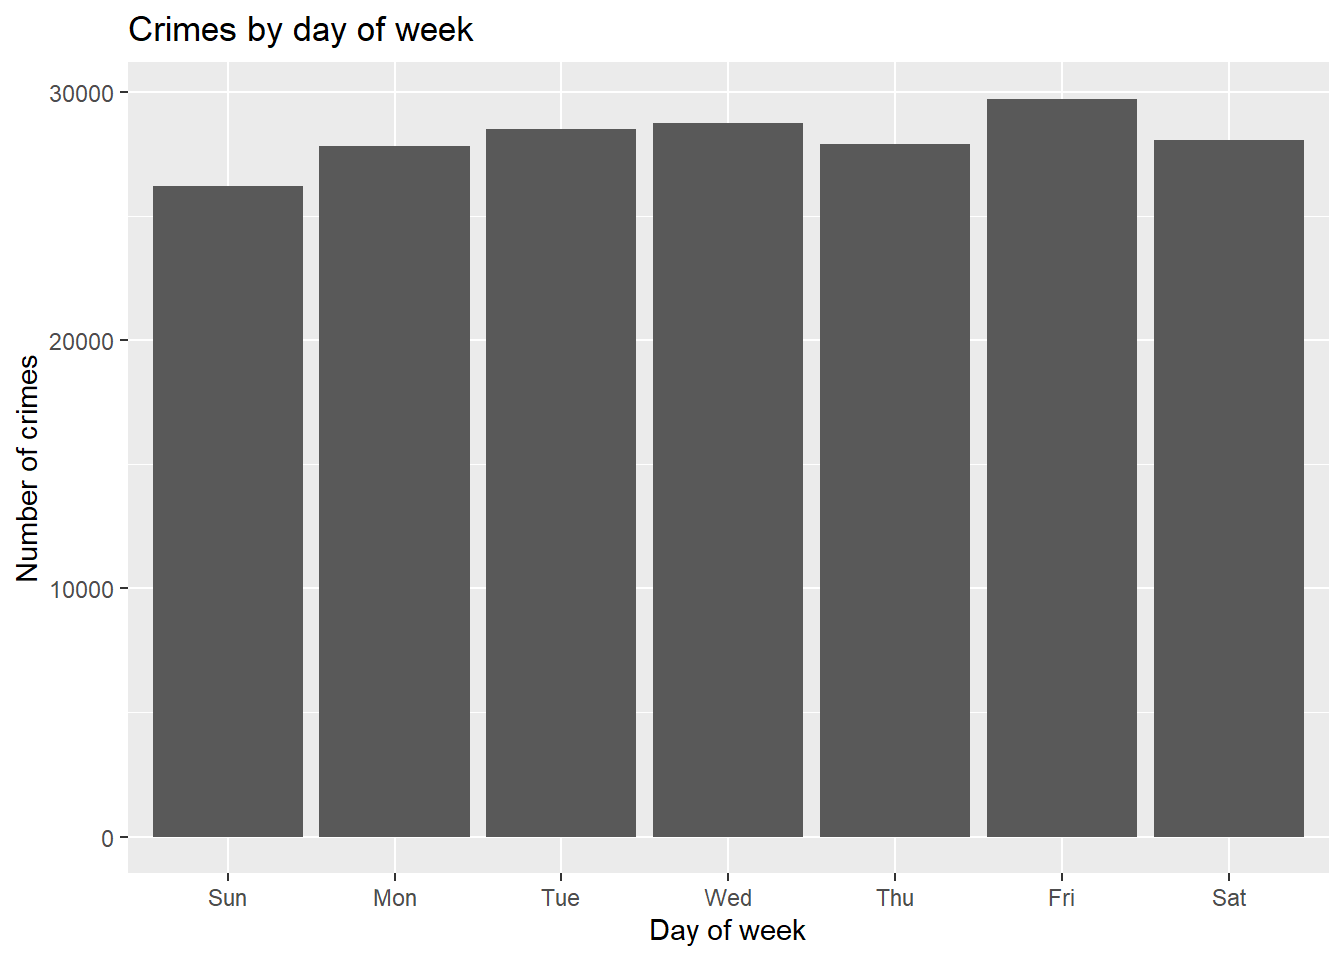 Crimes by day of week
30000
20000
10000
0
Number of crimes
Sun Mon Tue Wed Thu Fri Sat
Day of week